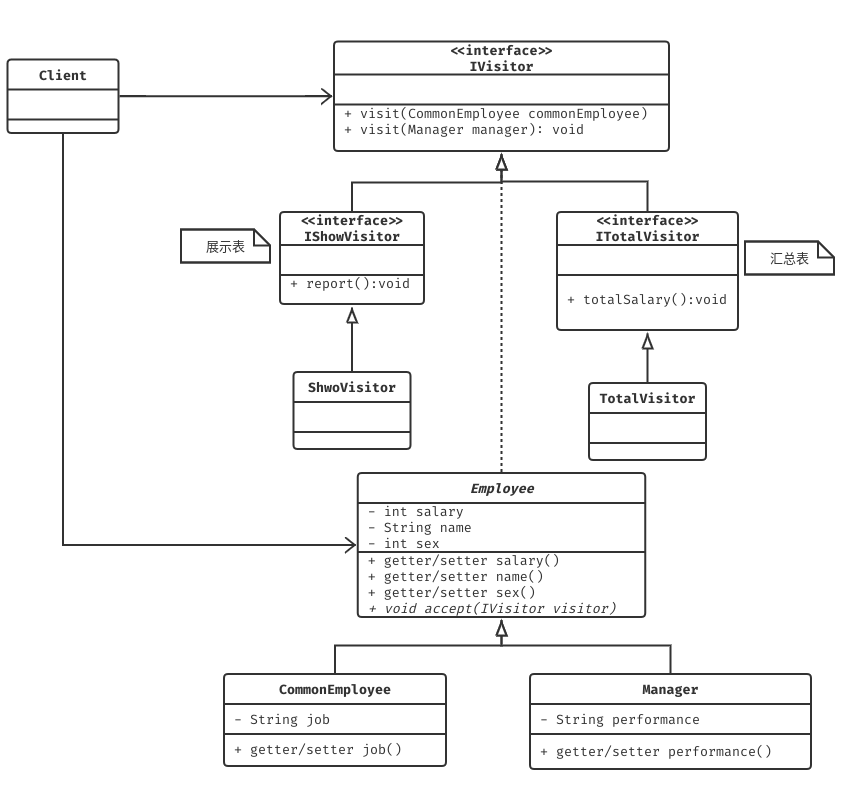 <<interface>>
IVisitor
Client
+ visit(CommonEmployee commonEmployee)
+ visit(Manager manager): void
<<interface>>
IShowVisitor
<<interface>>
ITotalVisitor
展示表
汇总表
+ report():void
+ totalSalary():void
ShwoVisitor
TotalVisitor
Employee
- int salary
- String name
- int sex
+ getter/setter salary()
+ getter/setter name()
+ getter/setter sex()
+ void accept(IVisitor visitor)
CommonEmployee
- String job
+ getter/setter job()
Manager
- String performance
+ getter/setter performance()